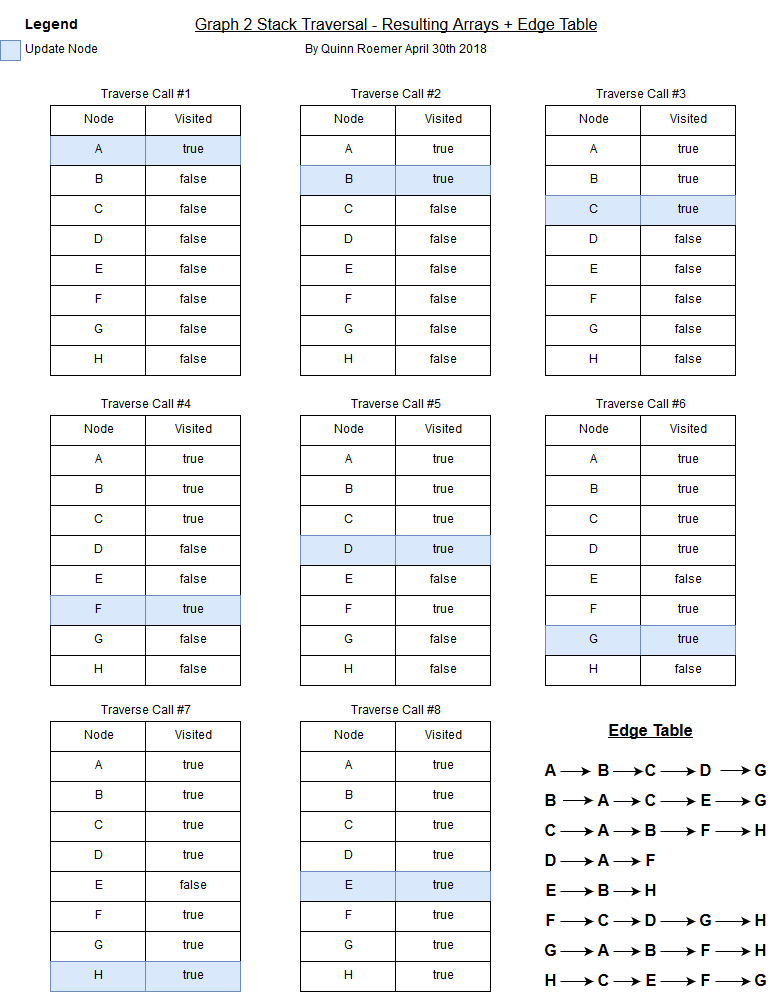 Legend
Graph 2 Stack Traversal - Resulting Arrays + Edge Table
Update Node
By Quinn Roemer April 30th 2018
Traverse Call #1
Node Visited
A true
B false
C false
D false
E false
F false
G false
H false
Traverse Call #2
Node Visited
A true
B true
C false
D false
E false
F false
G false
H false
Traverse Call #3
Node Visited
A true
B true
C true
D false
E false
F false
G false
H false
Traverse Call #4
Node Visited
A true
B true
C true
D false
E false
F true
G false
H false
Traverse Call #5
Node Visited
A true
B true
C true
D true
E false
F true
G false
H false
Traverse Call #6
Node Visited
A true
B true
C true
D true
E false
F true
G true
H false
Traverse Call #7
Node Visited
A true
B true
C true
D true
E false
F true
G true
H true
Traverse Call #8
Node Visited
A true
B true
C true
D true
E true
F true
G true
H true
Edge Table
A B C D G
B A C E G
C A B F H
D A F
E B H
F C D G H
G A B F H
H C E F G